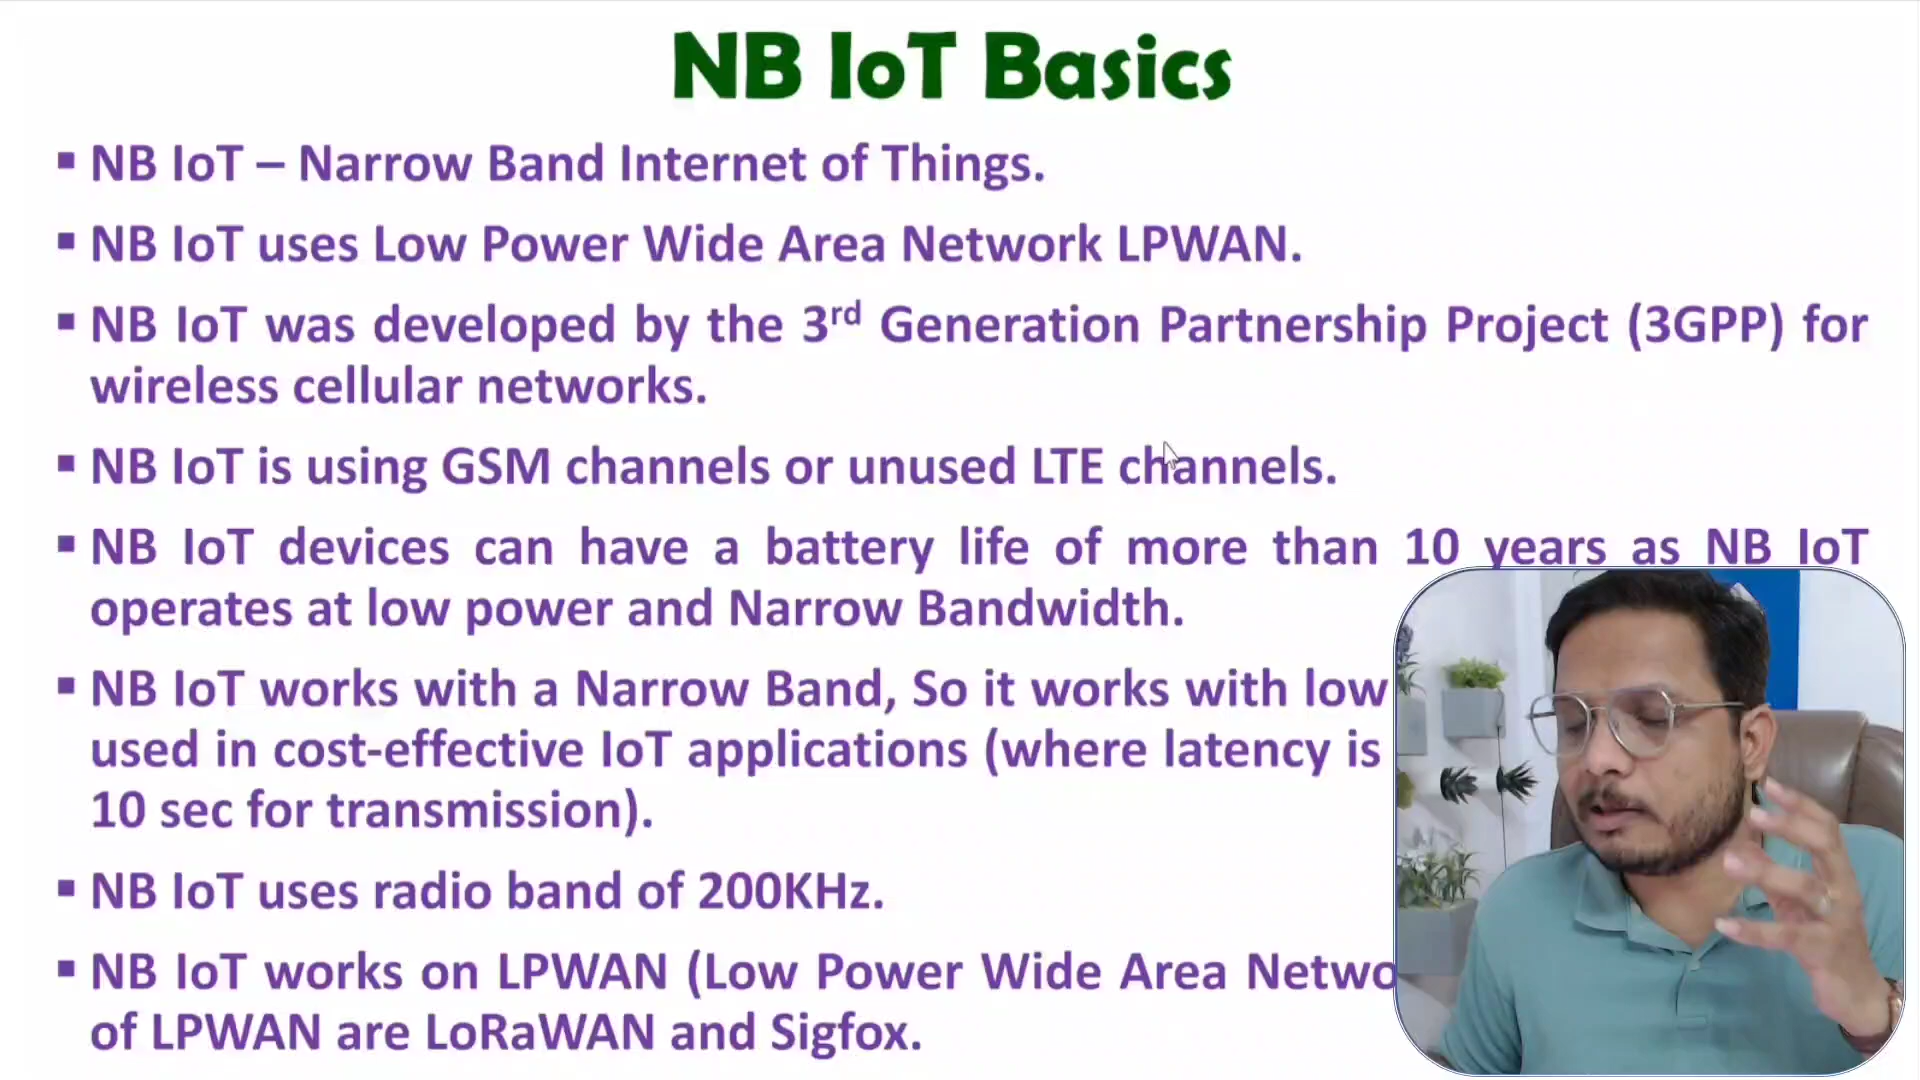 NB IoT Basics
▪ NB IoT – Narrow Band Internet of Things.
▪ NB IoT uses Low Power Wide Area Network LPWAN.
▪ NB IoT was developed by the 3rd Generation Partnership Project (3GPP) for
wireless cellular networks.
▪ NB IoT is using GSM channels or unused LTE channels.
▪ NB IoT devices can have a battery life of more than 10 years as NB IoT
operates at low power and Narrow Bandwidth.
▪ NB IoT works with a Narrow Band, So it works with low
used in cost-effective IoT applications (where latency is
10 sec for transmission).
▪ NB IoT uses radio band of 200KHz.
▪ NB IoT works on LPWAN (Low Power Wide Area Netwo
of LPWAN are LoRaWAN and Sigfox.